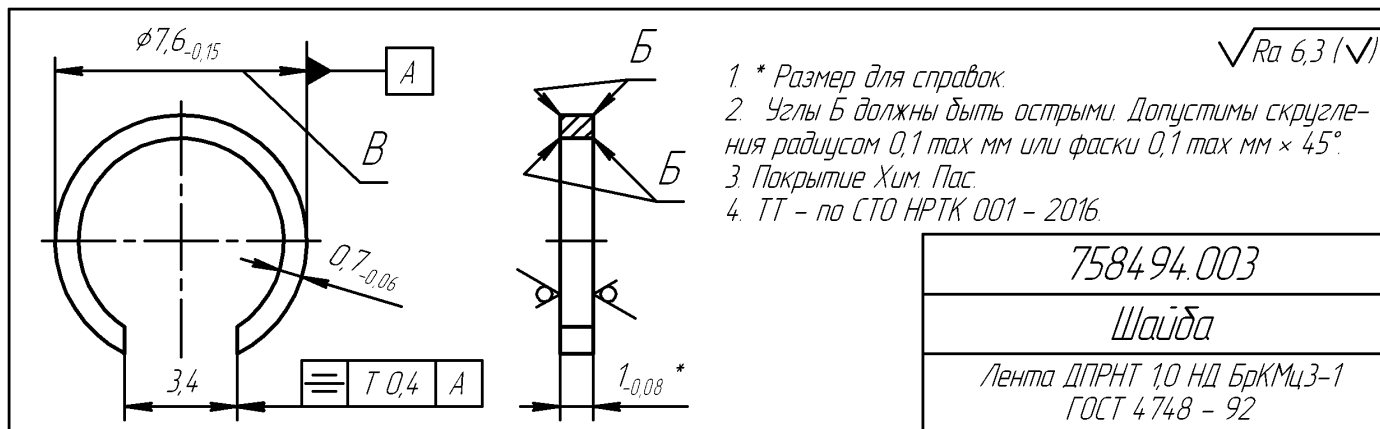 ⌀7,6-0,15
А
В
0,7-0,06
3,4
Т 0,4 А
Б
Б
1-0,08 *
Ra 6,3 (√)
1. * Размер для справок.
2. Углы Б должны быть острыми. Допустимы скругле-
ния радиусом 0,1 max мм или фаски 0,1 max мм × 45°.
3. Покрытие Хим. Пас.
4. ТТ – по СТО НРТК 001 – 2016.
758494.003
Шайба
Лента ДПРНТ 1,0 НД БрКМц3-1
ГОСТ 4748 – 92